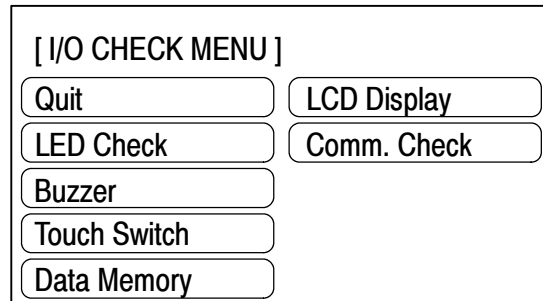 [ I/O CHECK MENU ]
Quit
LED Check
Buzzer
Touch Switch
Data Memory
LCD Display
Comm. Check